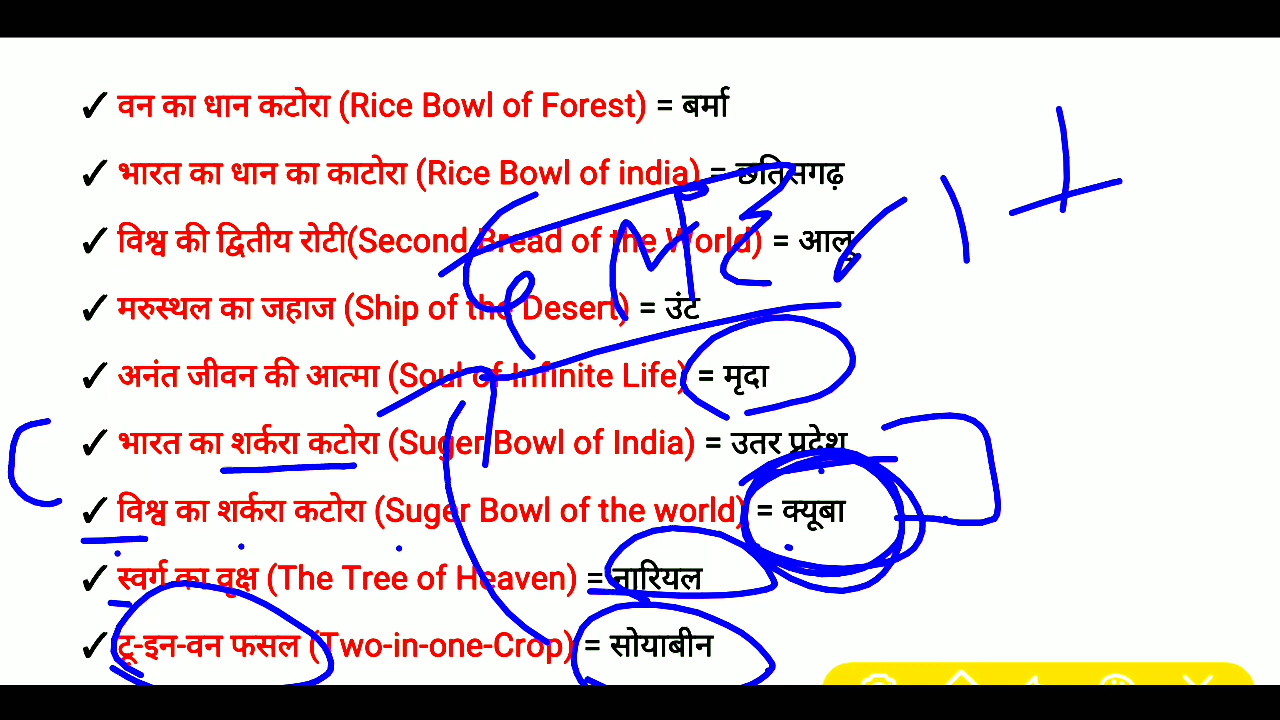 ✓ वन का धान कटोरा (Rice Bowl of Forest) = बर्मा
✓ भारत का धान का काटोरा (Rice Bowl of india) = छतिसगढ़
✓ विश्व की द्वितीय रोटी(Second Bread of the World) = आलु
✓ मरुस्थल का जहाज (Ship of the Desert) = उंट
✓ अनंत जीवन की आत्मा (Soul of Infinite Life) = मृदा
✓ भारत का शर्करा कटोरा (Suger Bowl of India) = उतर प्रदेश
✓ विश्व का शर्करा कटोरा (Suger Bowl of the world) = क्यूबा
✓ स्वर्ग का वृक्ष (The Tree of Heaven) = नारियल
✓ टू-इन-वन फसल (Two-in-one-Crop) = सोयाबीन